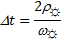 Δt = 2ρ☼ / ω☼